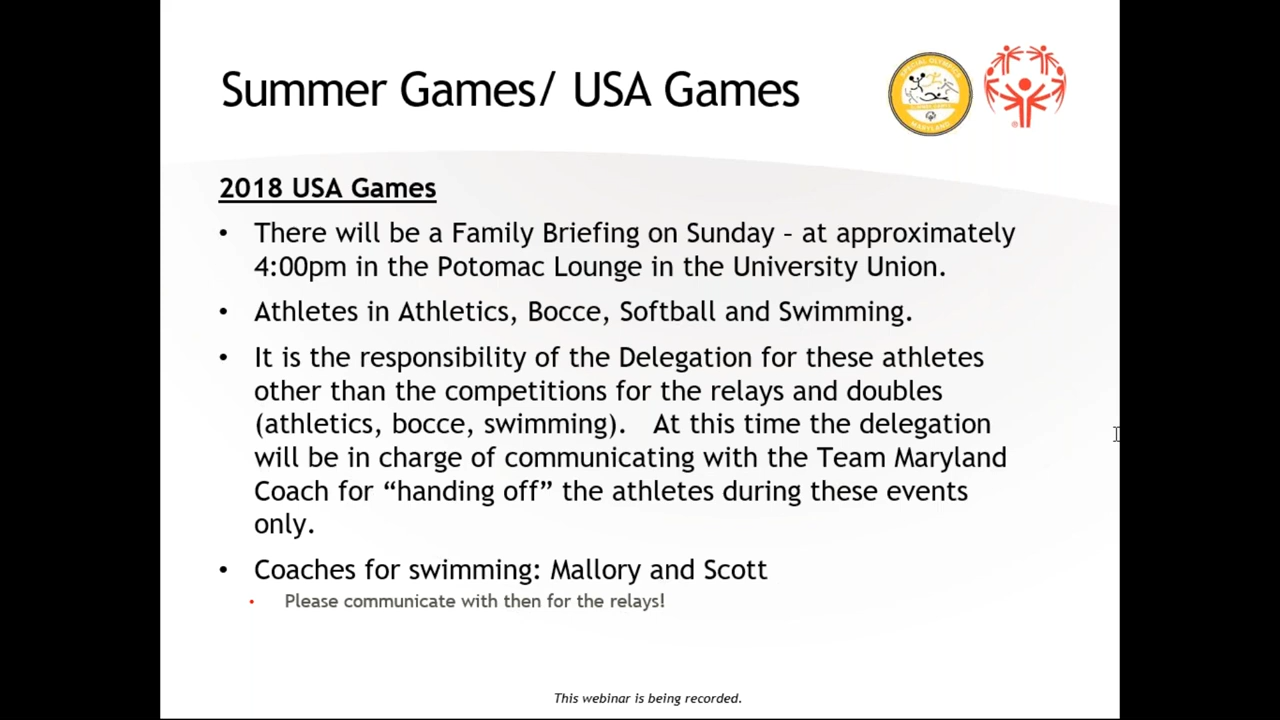 Summer Games/ USA Games
SPECIAL OLYMPICS
SUMMER GAMES
MARYLAND
2018 USA Games
• There will be a Family Briefing on Sunday – at approximately
4:00pm in the Potomac Lounge in the University Union.
• Athletes in Athletics, Bocce, Softball and Swimming.
• It is the responsibility of the Delegation for these athletes
other than the competitions for the relays and doubles
(athletics, bocce, swimming).   At this time the delegation
will be in charge of communicating with the Team Maryland
Coach for “handing off” the athletes during these events
only.
• Coaches for swimming: Mallory and Scott
• Please communicate with then for the relays!
This webinar is being recorded.